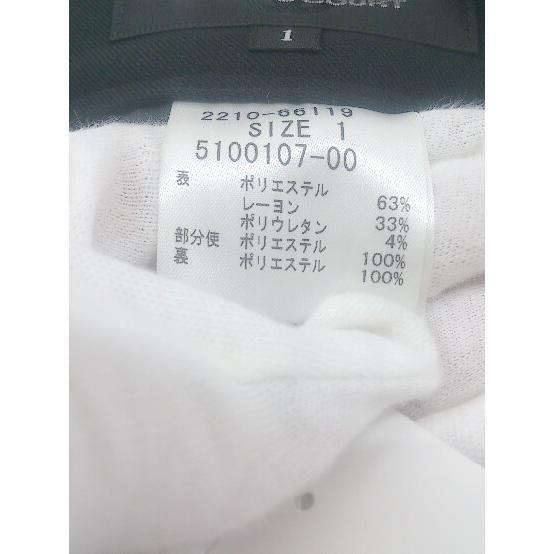 1
2210-66119
SIZE 1
5100107-00
表 ポリエステル 63%
レーヨン 33%
ポリウレタン 4%
部分使 ポリエステル 100%
裏 ポリエステル 100%